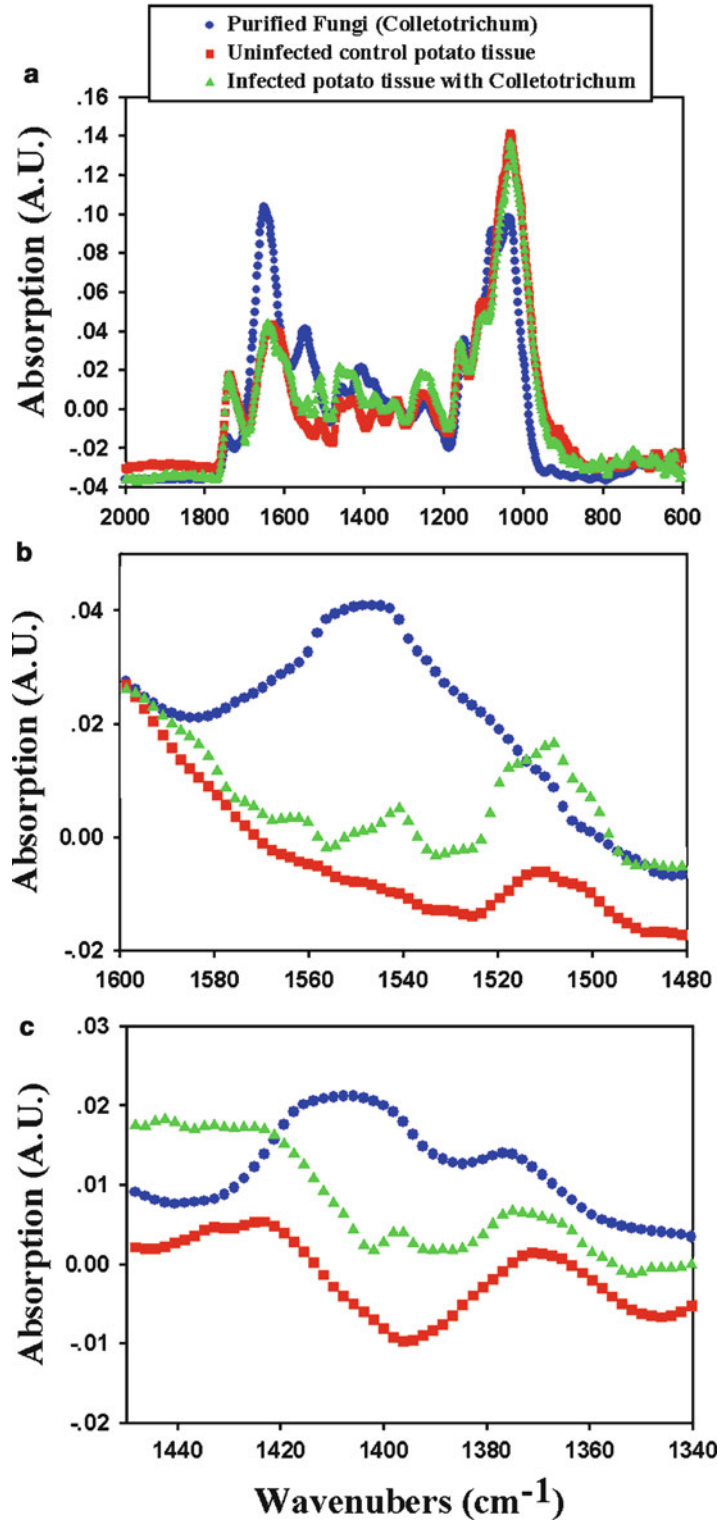 Purified Fungi (Colletotrichum)
Uninfected control potato tissue
Infected potato tissue with Colletotrichum
a
Absorption (A.U.)
.16
.14
.12
.10
.08
.06
.04
.02
0.00
-.02
-.04
2000 1800 1600 1400 1200 1000 800 600
b
Absorption (A.U.)
.04
.02
0.00
-.02
1600 1580 1560 1540 1520 1500 1480
c
Absorption (A.U.)
.03
.02
.01
0.00
-.01
-.02
1440 1420 1400 1380 1360 1340
Wavenubers (cm-1)